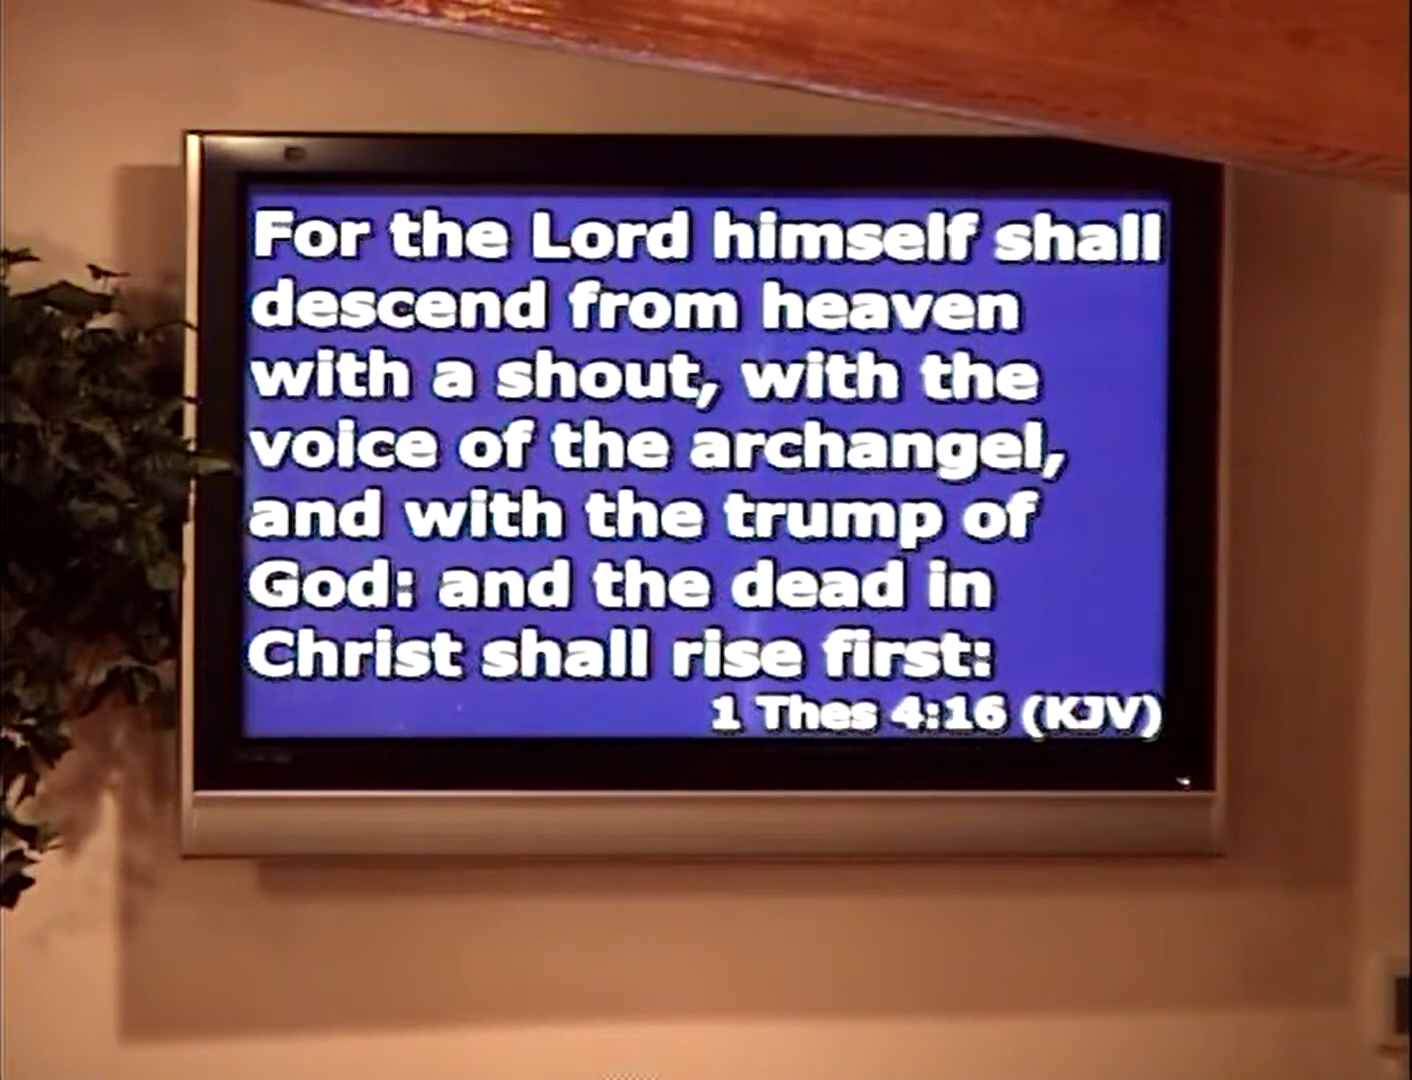 For the Lord himself shall
descend from heaven
with a shout, with the
voice of the archangel,
and with the trump of
God: and the dead in
Christ shall rise first:
1 Thes 4:16 (KJV)